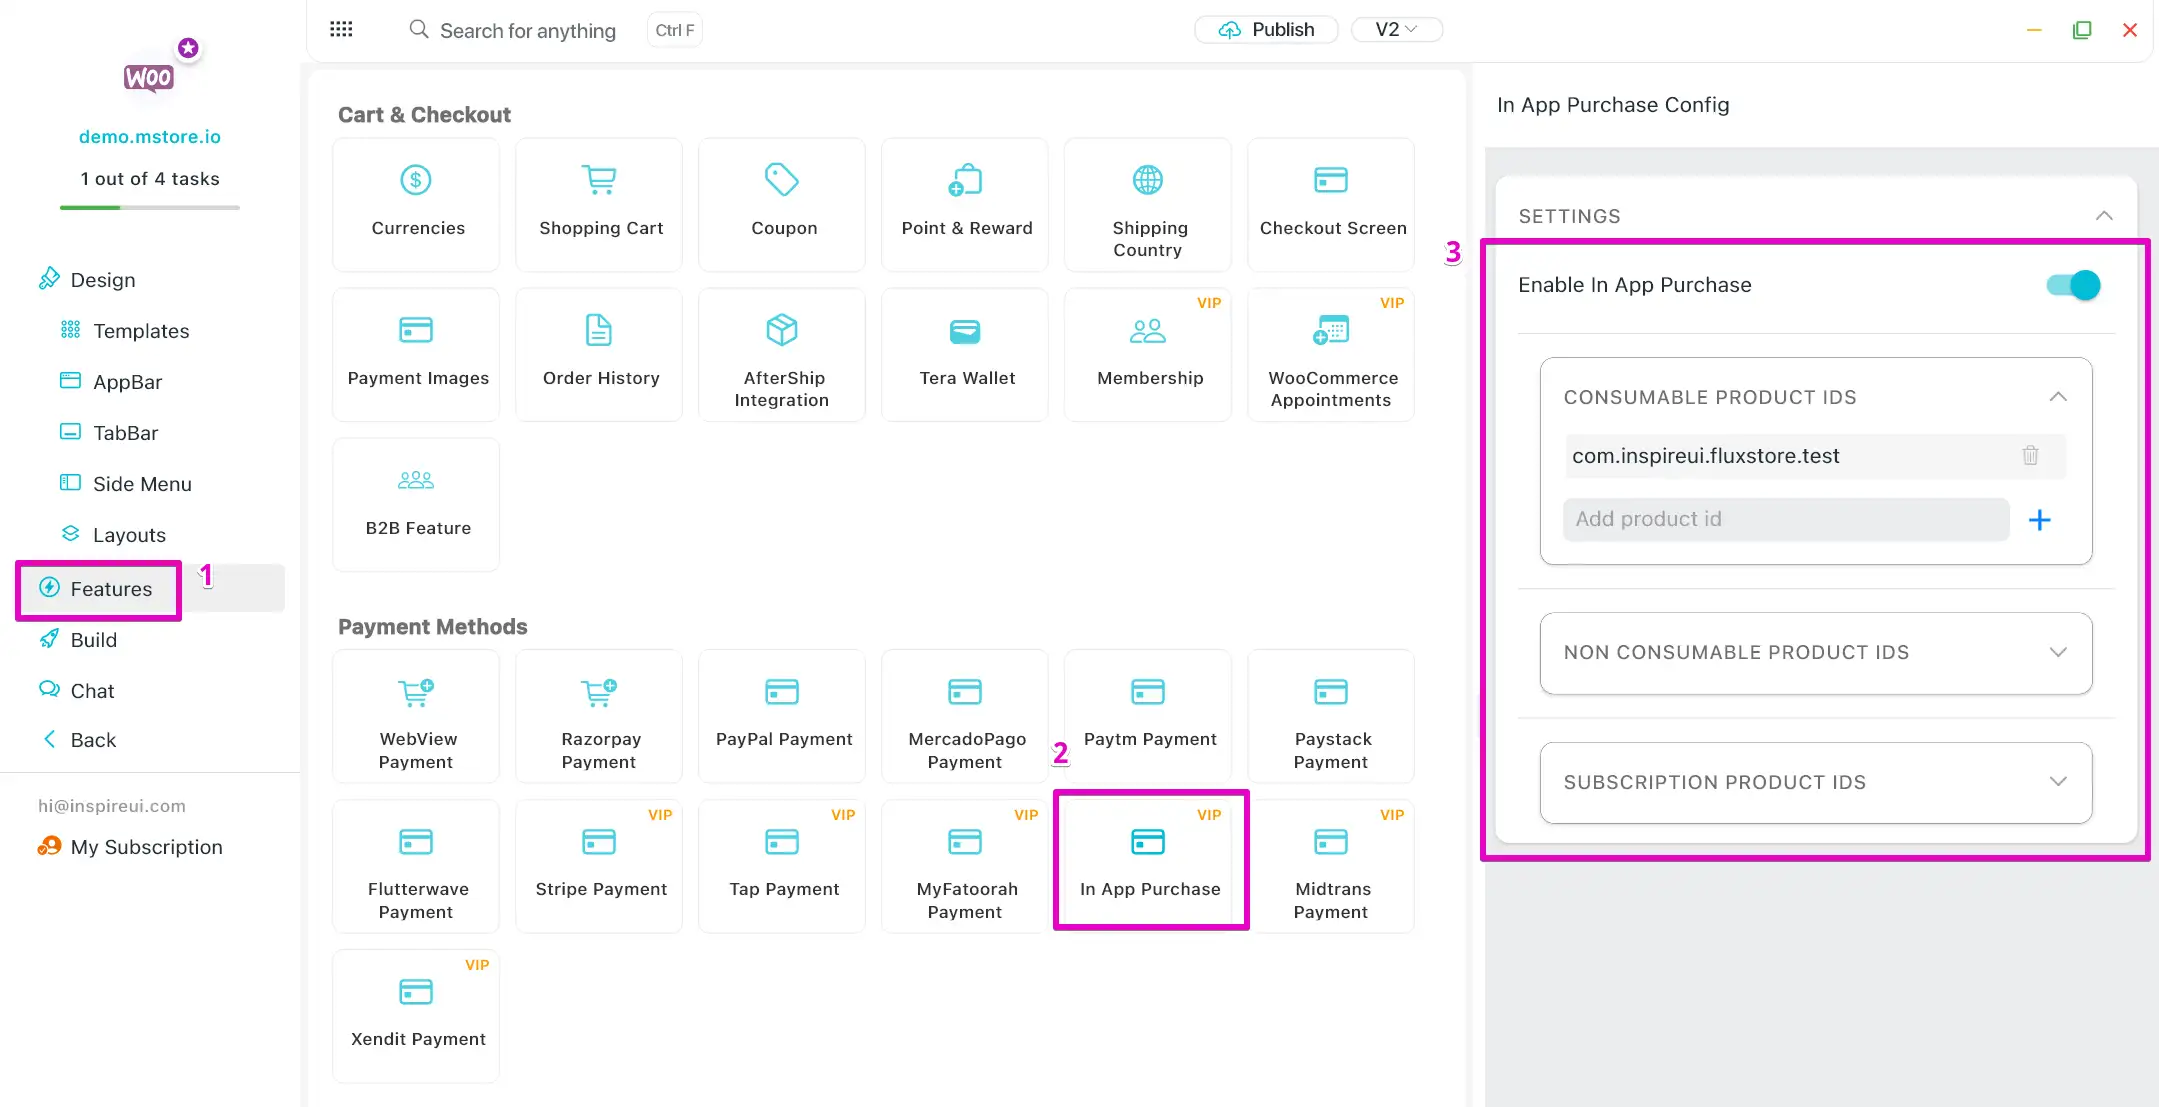 Search for anything
Ctrl F
Publish
V2
WOO
demo.mstore.io
1 out of 4 tasks
Design
Templates
AppBar
TabBar
Side Menu
Layouts
Features
1
Build
Chat
Back
hi@inspireui.com
My Subscription
Cart & Checkout
Currencies
Shopping Cart
Coupon
Point & Reward
Shipping
Country
Checkout Screen
Payment Images
Order History
AfterShip
Integration
Tera Wallet
VIP
Membership
VIP
WooCommerce
Appointments
B2B Feature
Payment Methods
WebView
Payment
Razorpay
Payment
PayPal Payment
MercadoPago
Payment
2
Paytm Payment
Paystack
Payment
Flutterwave
Payment
VIP
Stripe Payment
VIP
Tap Payment
VIP
MyFatoorah
Payment
VIP
In App Purchase
VIP
Midtrans
Payment
VIP
Xendit Payment
In App Purchase Config
SETTINGS
3
Enable In App Purchase
CONSUMABLE PRODUCT IDS
com.inspireui.fluxstore.test
Add product id
NON CONSUMABLE PRODUCT IDS
SUBSCRIPTION PRODUCT IDS